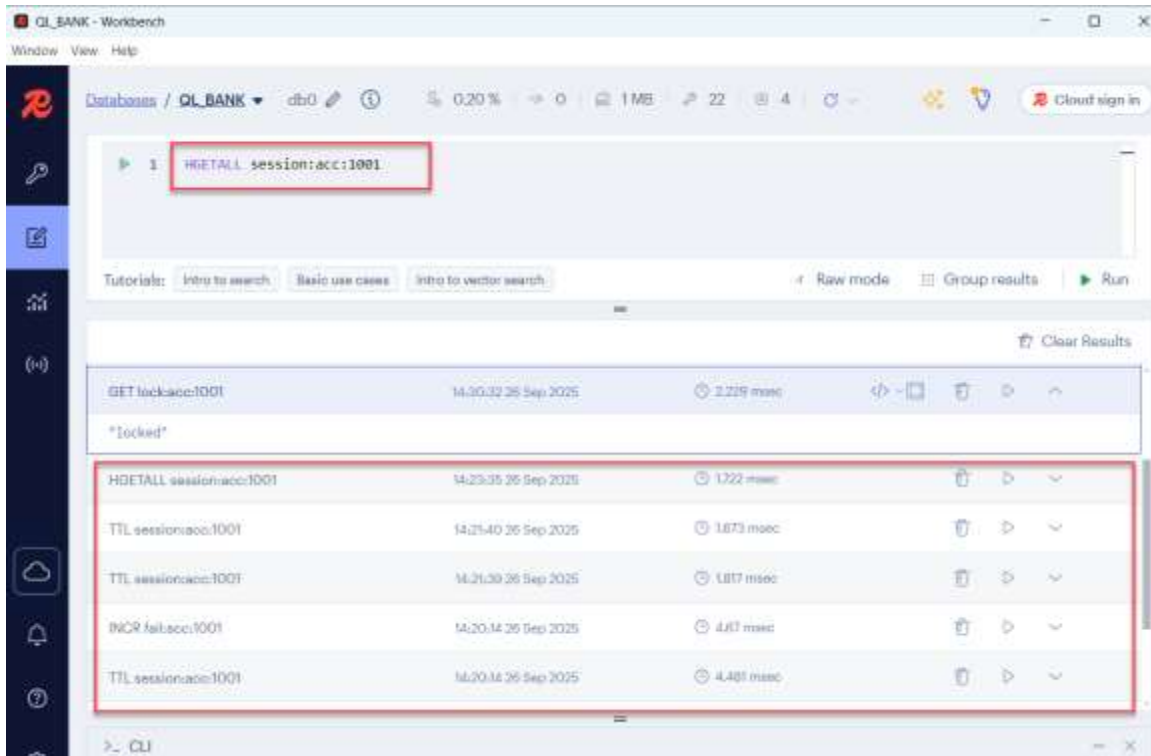 QL_BANK - Workbench
Window View Help
Databases / QL_BANK db0 0.20 % 0 1 MB 22 4 Cloud sign in
1 HGETALL session:acc:1001
Tutorials: Intro to search Basic use cases Intro to vector search Raw mode Group results Run
Clear Results
GET lock:acc:1001 14:30:32 26 Sep 2025 2.229 msec
"locked"
HGETALL session:acc:1001 14:23:35 26 Sep 2025 1.722 msec
TTL session:acc:1001 14:21:40 26 Sep 2025 1.673 msec
TTL session:acc:1001 14:21:39 26 Sep 2025 1.817 msec
INCR fail:acc:1001 14:20:14 26 Sep 2025 4.67 msec
TTL session:acc:1001 14:20:14 26 Sep 2025 4.481 msec
>_ CLI